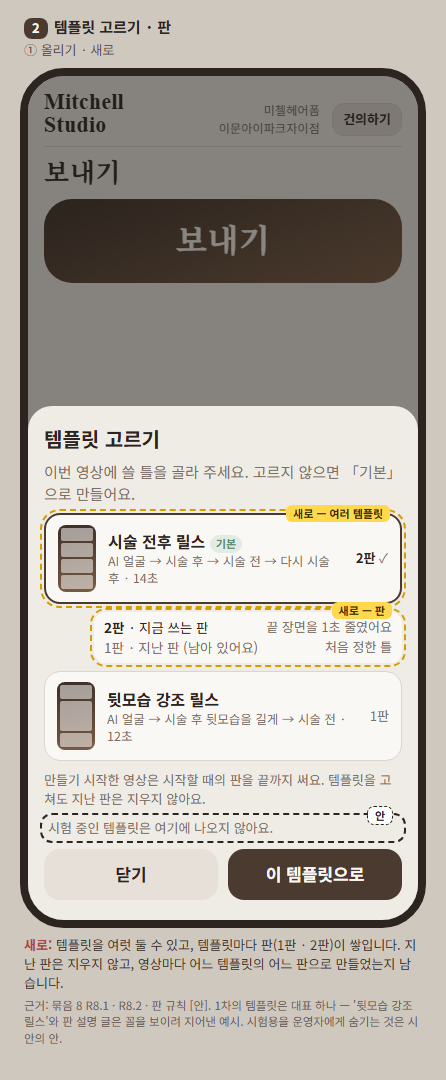 2 템플릿 고르기 · 판
① 올리기 · 새로
Mitchell
Studio
미첼헤어폼
이문아이파크자이점
건의하기
보내기
보내기
템플릿 고르기
이번 영상에 쓸 틀을 골라 주세요. 고르지 않으면 「기본」
으로 만들어요.
새로 — 여러 템플릿
시술 전후 릴스 기본
AI 얼굴 → 시술 후 → 시술 전 → 다시 시술
후 · 14초
2판 ✓
새로 — 판
2판 · 지금 쓰는 판 끝 장면을 1초 줄였어요
1판 · 지난 판 (남아 있어요) 처음 정한 틀
뒷모습 강조 릴스
AI 얼굴 → 시술 후 뒷모습을 길게 → 시술 전 ·
12초
1판
만들기 시작한 영상은 시작할 때의 판을 끝까지 써요. 템플릿을 고
쳐도 지난 판은 지우지 않아요.
안
시험 중인 템플릿은 여기에 나오지 않아요.
닫기
이 템플릿으로
새로: 템플릿을 여럿 둘 수 있고, 템플릿마다 판(1판 · 2판)이 쌓입니다. 지
난 판은 지우지 않고, 영상마다 어느 템플릿의 어느 판으로 만들었는지 남
습니다.
근거: 묶음 8 R8.1 · R8.2 · 판 규칙 [안]. 1차의 템플릿은 대표 하나 — '뒷모습 강조
릴스'와 판 설명 글은 꼴을 보이려 지어낸 예시. 시험용을 운영자에게 숨기는 것은 시
안의 안.